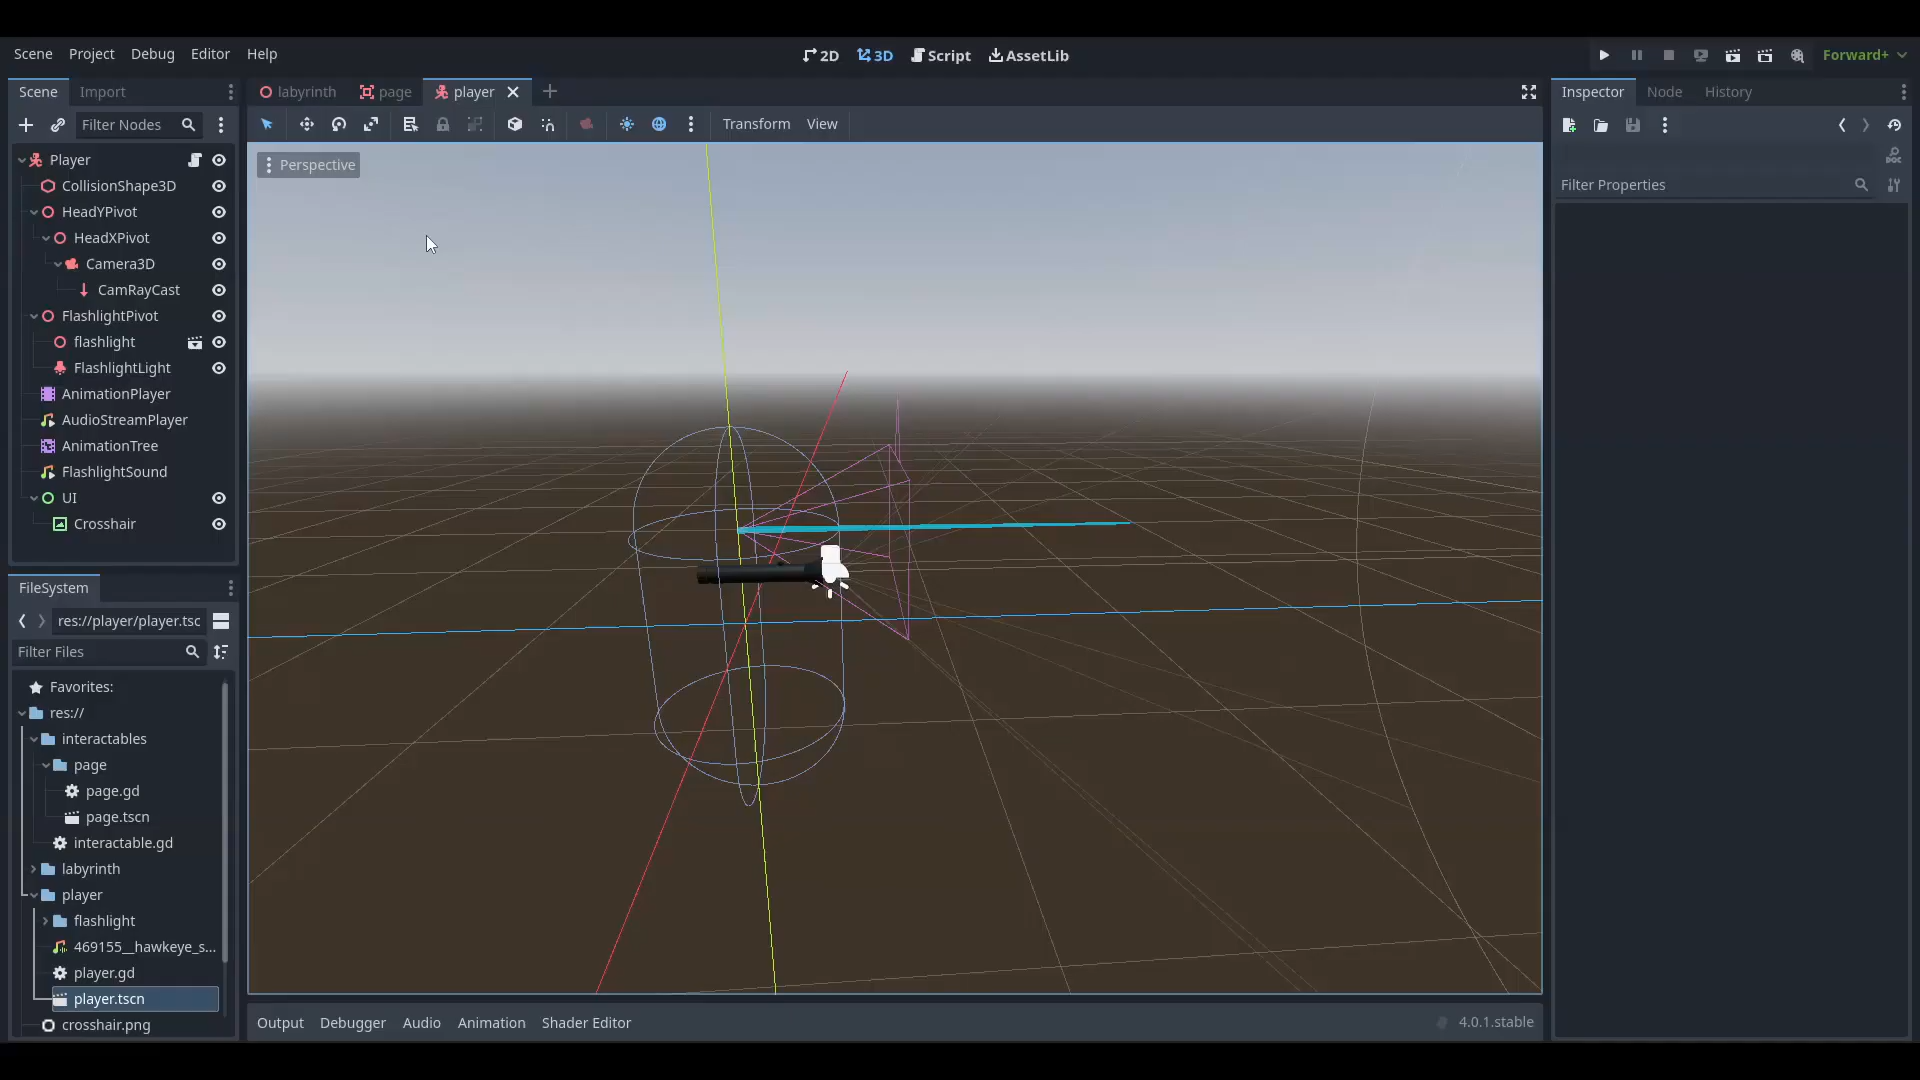 Scene Project Debug Editor Help
2D 3D Script AssetLib
Forward+
Scene Import
labyrinth page player
Inspector Node History
Filter Nodes
Transform View
Perspective
Filter Properties
Player
CollisionShape3D
HeadYPivot
HeadXPivot
Camera3D
CamRayCast
FlashlightPivot
flashlight
FlashlightLight
AnimationPlayer
AudioStreamPlayer
AnimationTree
FlashlightSound
UI
Crosshair
FileSystem
res://player/player.tsc
Filter Files
Favorites:
res://
interactables
page
page.gd
page.tscn
interactable.gd
labyrinth
player
flashlight
469155__hawkeye_s...
player.gd
player.tscn
crosshair.png
Output Debugger Audio Animation Shader Editor
4.0.1.stable